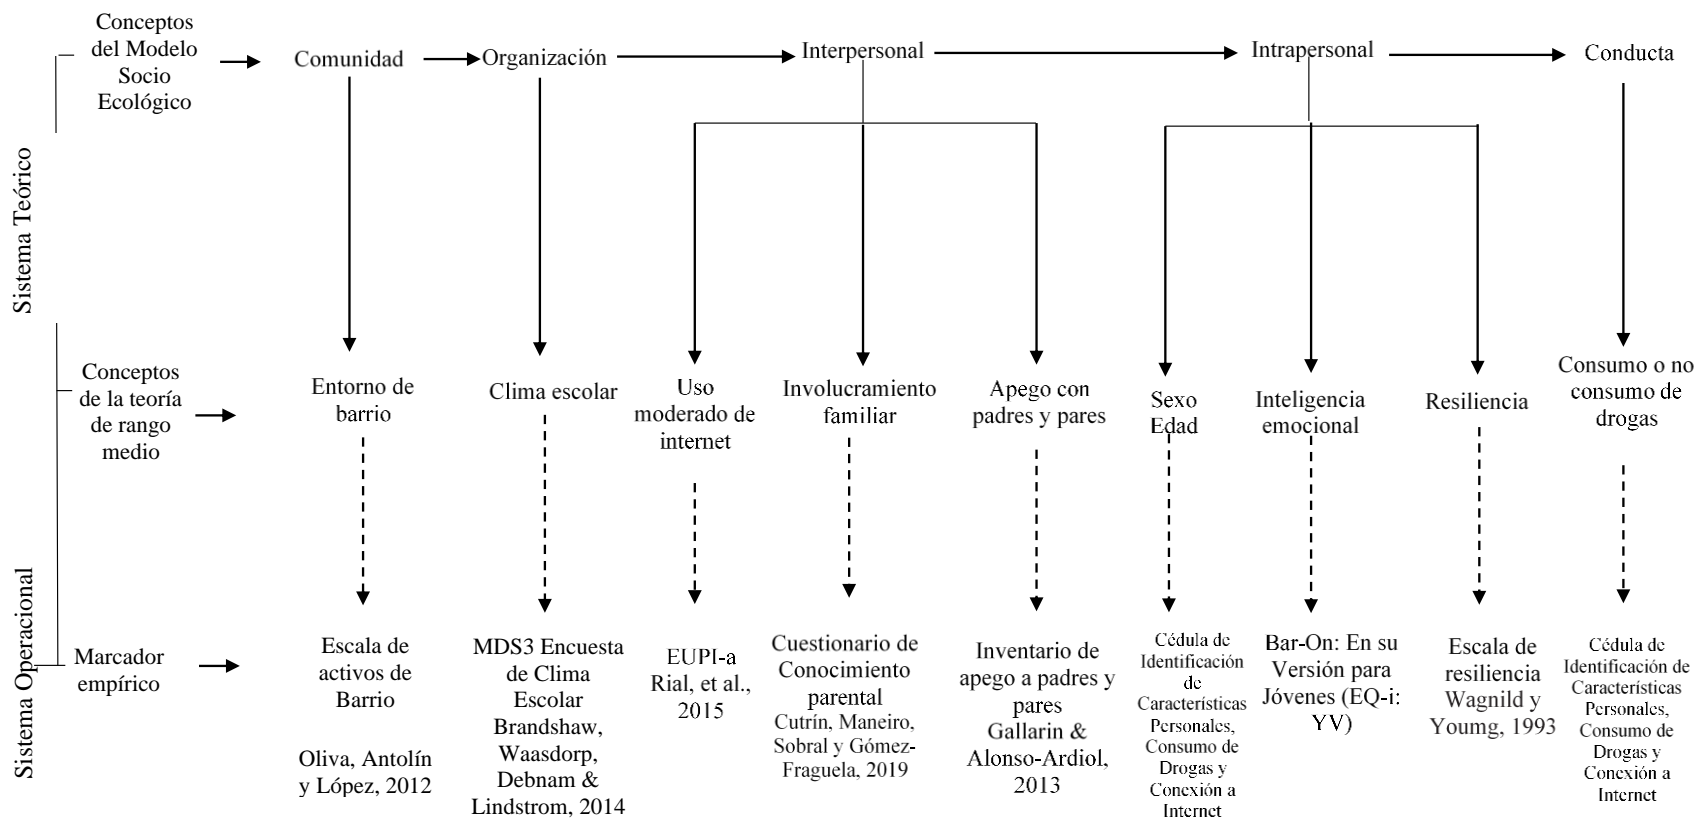 Conceptos
del Modelo
Socio
Ecológico
Comunidad
Organización
Interpersonal
Intrapersonal
Conducta
Sistema Teórico
Conceptos
de la teoría
de rango
medio
Entorno de
barrio
Clima escolar
Uso
moderado de
internet
Involucramiento
familiar
Apego con
padres y pares
Sexo
Edad
Inteligencia
emocional
Resiliencia
Consumo o no
consumo de
drogas
Sistema Operacional
Marcador
empírico
Escala de
activos de
Barrio
Oliva, Antolín
y López, 2012
MDS3 Encuesta
de Clima
Escolar
Brandshaw,
Waasdorp,
Debnam &
Lindstrom, 2014
EUPI-a
Rial, et al.,
2015
Cuestionario de
Conocimiento
parental
Cutrín, Maneiro,
Sobral y Gómez-
Fraguela, 2019
Inventario de
apego a padres y
pares
Gallarin &
Alonso-Ardiol,
2013
Cédula de
Identificación
de
Características
Personales,
Consumo de
Drogas y
Conexión a
Internet
Bar-On: En su
Versión para
Jóvenes (EQ-i:
YV)
Escala de
resiliencia
Wagnild y
Youmg, 1993
Cédula de
Identificación de
Características
Personales,
Consumo de
Drogas y
Conexión a
Internet